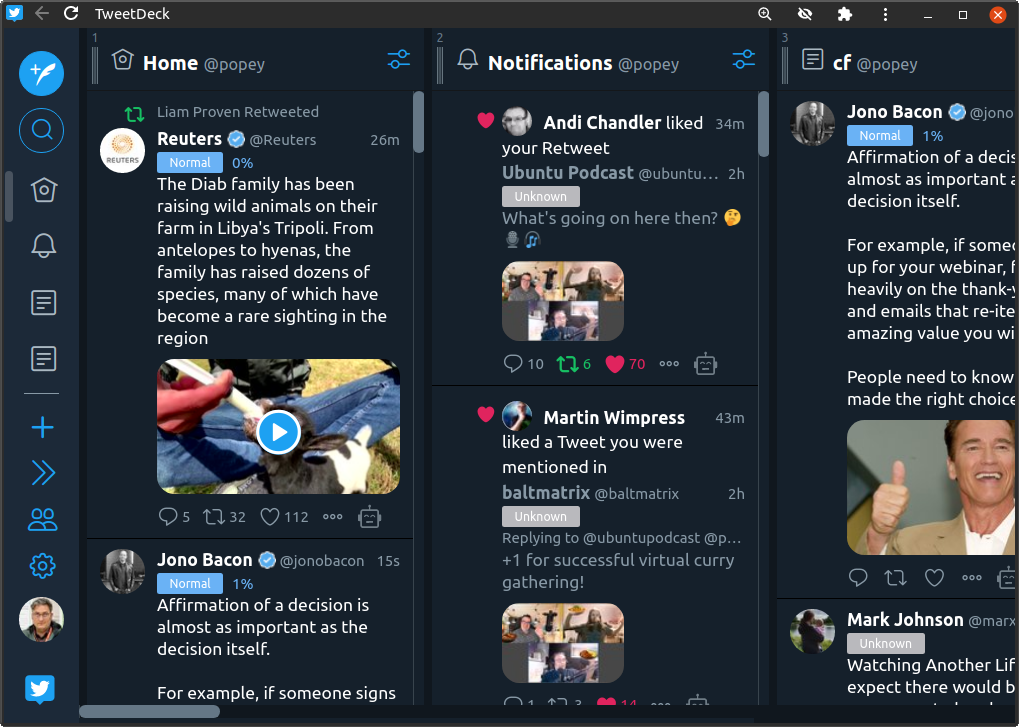 TweetDeck
1
Home @popey
Liam Proven Retweeted
REUTERS
Reuters @Reuters 26m
Normal 0%
The Diab family has been
raising wild animals on their
farm in Libya's Tripoli. From
antelopes to hyenas, the
family has raised dozens of
species, many of which have
become a rare sighting in the
region
5 32 112
Jono Bacon @jonobacon 15s
Normal 1%
Affirmation of a decision is
almost as important as the
decision itself.
For example, if someone signs
2
Notifications @popey
Andi Chandler liked 34m
your Retweet
Ubuntu Podcast @ubuntu... 2h
Unknown
What's going on here then? 🤔
🎙🎧
10 6 70
Martin Wimpress 43m
liked a Tweet you were
mentioned in
baltmatrix @baltmatrix 2h
Unknown
Replying to @ubuntupodcast @p...
+1 for successful virtual curry
gathering!
1 3 14
3
cf @popey
Jono Bacon @jono
Normal 1%
Affirmation of a decis
almost as important a
decision itself.
For example, if someo
up for your webinar, f
heavily on the thank-y
and emails that re-ite
amazing value you wi
People need to know
made the right choice
Mark Johnson @marx
Unknown
Watching Another Lif
expect there would b